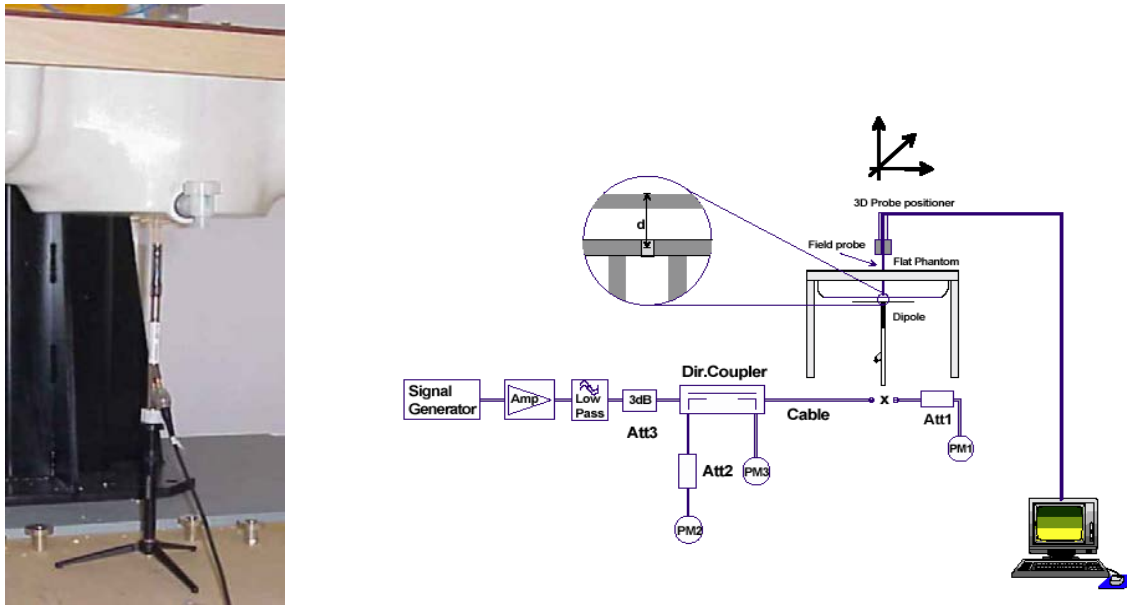 3D Probe positioner
d
Field probe
Flat Phantom
Dipole
Dir.Coupler
Signal
Generator
Amp
Low
Pass
3dB
Cable
x
Att3
Att1
Att2
PM3
PM1
PM2